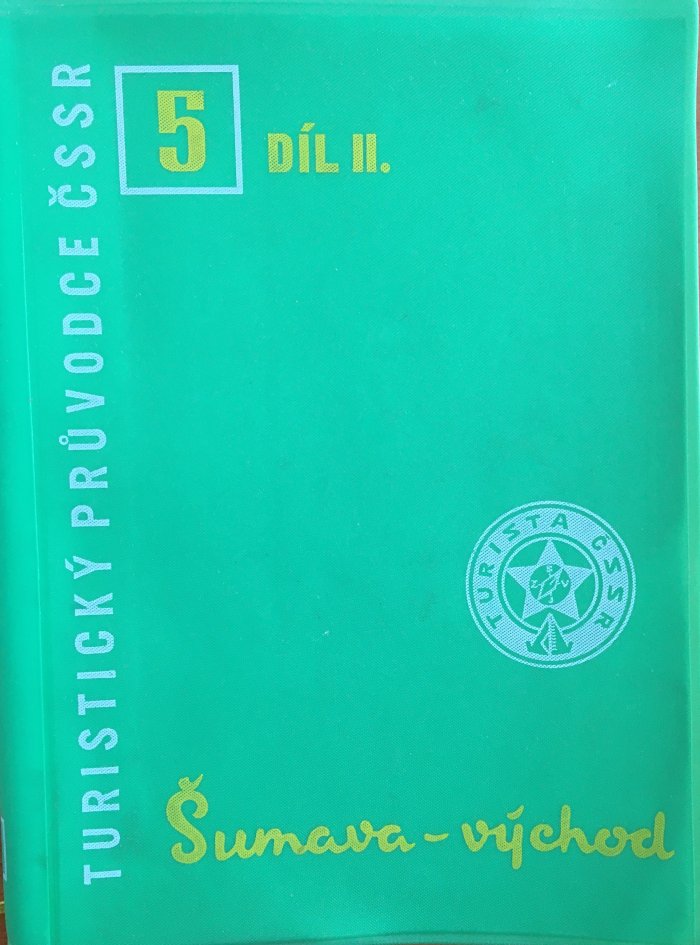 TURISTICKÝ PRŮVODCE ČSSR
5 DÍL II.
TURISTA ČSSR
S
Z V
J
Šumava - východ